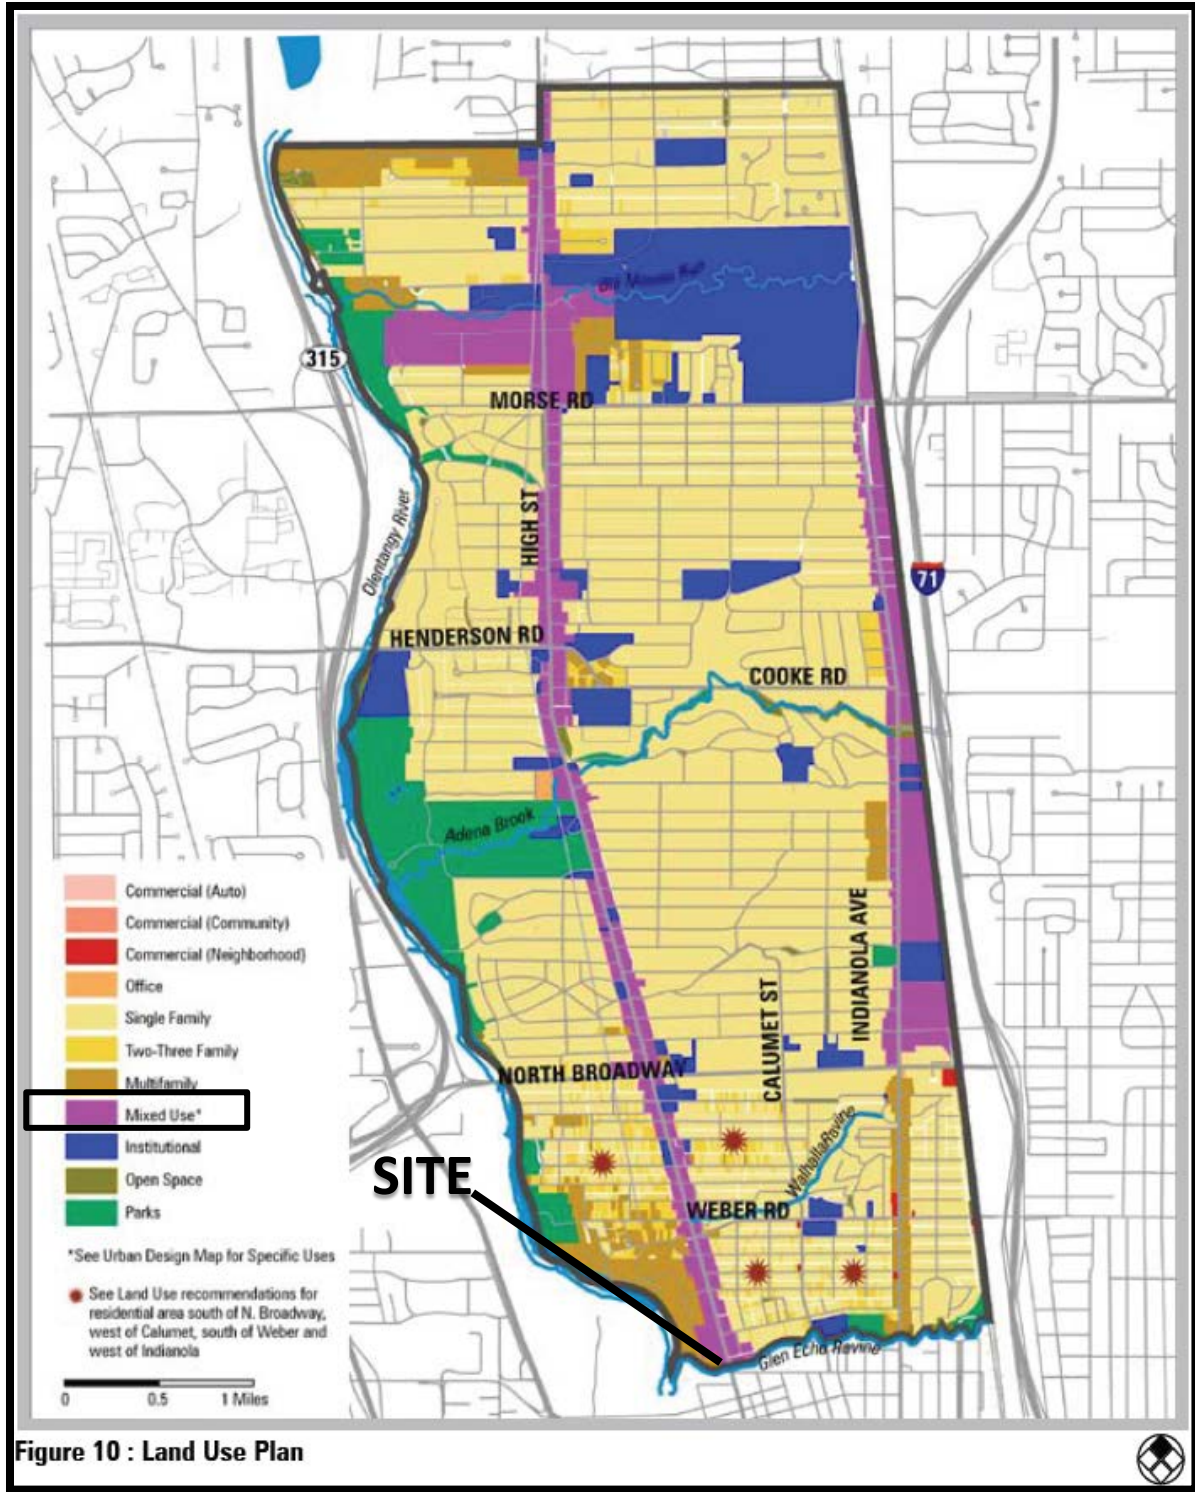 315
MORSE RD
HIGH ST
Olentangy River
71
HENDERSON RD
COOKE RD
Adena Brook
Commercial (Auto)
Commercial (Community)
Commercial (Neighborhood)
Office
Single Family
Two-Three Family
Multifamily
Mixed Use*
Institutional
Open Space
Parks
INDIANOLA AVE
CALUMET ST
NORTH BROADWAY
Walhalla Ravine
SITE
WEBER RD
*See Urban Design Map for Specific Uses
See Land Use recommendations for
residential area south of N. Broadway,
west of Calumet, south of Weber and
west of Indianola
Glen Echo Ravine
0 0.5 1 Miles
Figure 10 : Land Use Plan